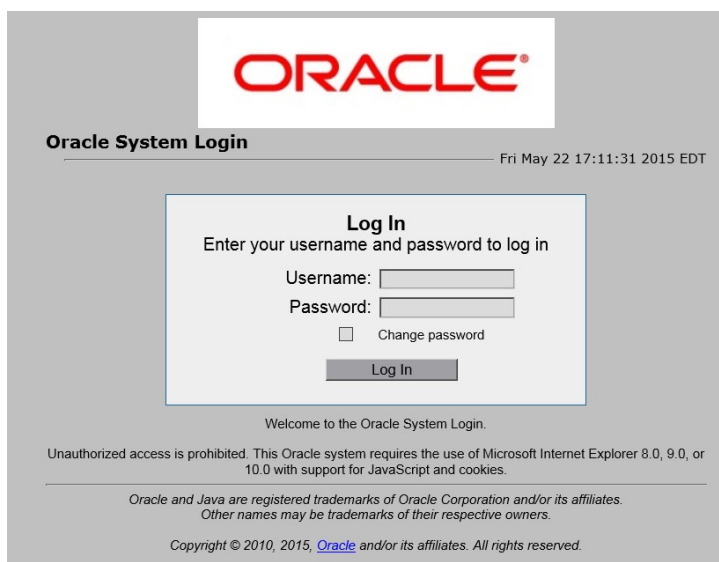 ORACLE®
Oracle System Login
Fri May 22 17:11:31 2015 EDT
Log In
Enter your username and password to log in
Username:
Password:
Change password
Log In
Welcome to the Oracle System Login.
Unauthorized access is prohibited. This Oracle system requires the use of Microsoft Internet Explorer 8.0, 9.0, or
10.0 with support for JavaScript and cookies.
Oracle and Java are registered trademarks of Oracle Corporation and/or its affiliates.
Other names may be trademarks of their respective owners.
Copyright © 2010, 2015, Oracle and/or its affiliates. All rights reserved.